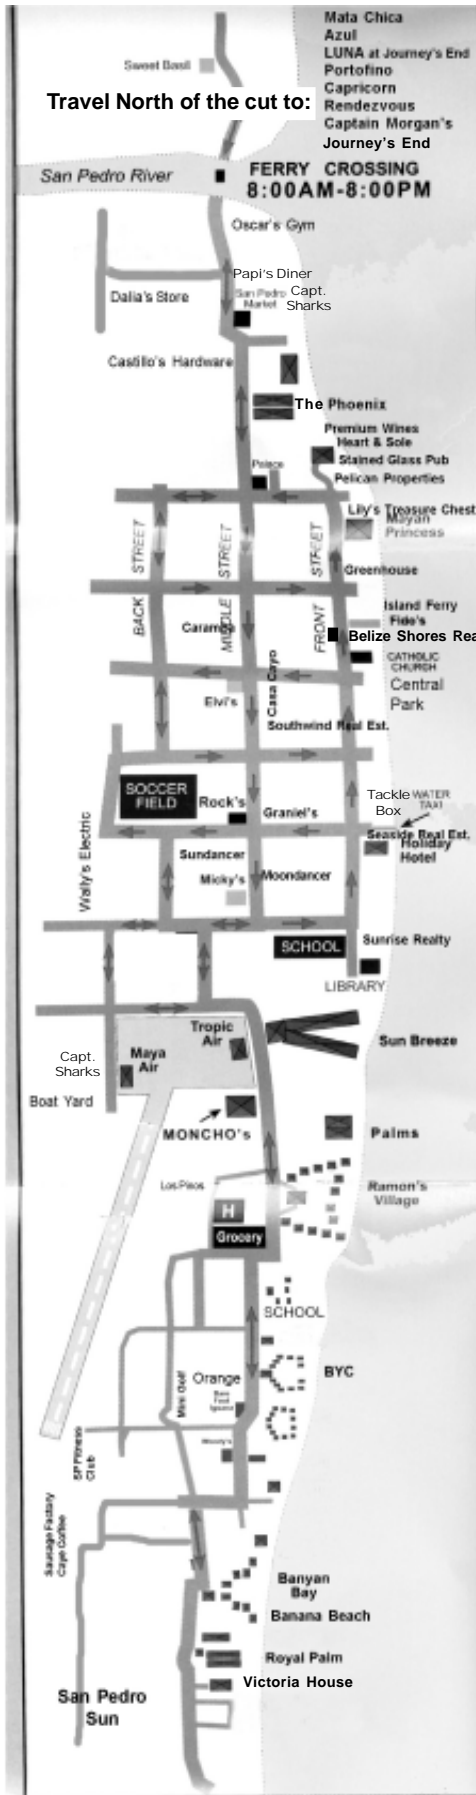 Mata Chica
Azul
LUNA at Journey's End
Portofino
Capricorn
Rendezvous
Captain Morgan's
Journey's End
Sweet Basil
Travel North of the cut to:
San Pedro River
FERRY CROSSING
8:00AM-8:00PM
Oscar's Gym
Papi's Diner
Dalia's Store
San Pedro
Market
Capt.
Sharks
Castillo's Hardware
The Phoenix
Premium Wines
Heart & Sole
Stained Glass Pub
Pelican Properties
Palace
Lily's Treasure Chest
Mayan
Princess
BACK STREET
MIDDLE STREET
FRONT STREET
Greenhouse
Island Ferry
Fido's
Caramba
Belize Shores Rea
CATHOLIC
CHURCH
Central
Park
Casa Cayo
Elvi's
Southwind Real Est.
SOCCER
FIELD
Rock's
Graniel's
Tackle
Box
WATER
TAXI
Seaside Real Est.
Holiday
Hotel
Wally's Electric
Sundancer
Moondancer
Micky's
SCHOOL
Sunrise Realty
LIBRARY
Tropic
Air
Maya
Air
Capt.
Sharks
Boat Yard
Sun Breeze
MONCHO's
Palms
Los Pinos
Ramon's
Village
H
Grocery
SCHOOL
Mini Golf
Orange
BYC
Woody's
SP Fitness
Club
Sausage Factory
Caye Coffee
Banyan
Bay
Banana Beach
Royal Palm
Victoria House
San Pedro
Sun